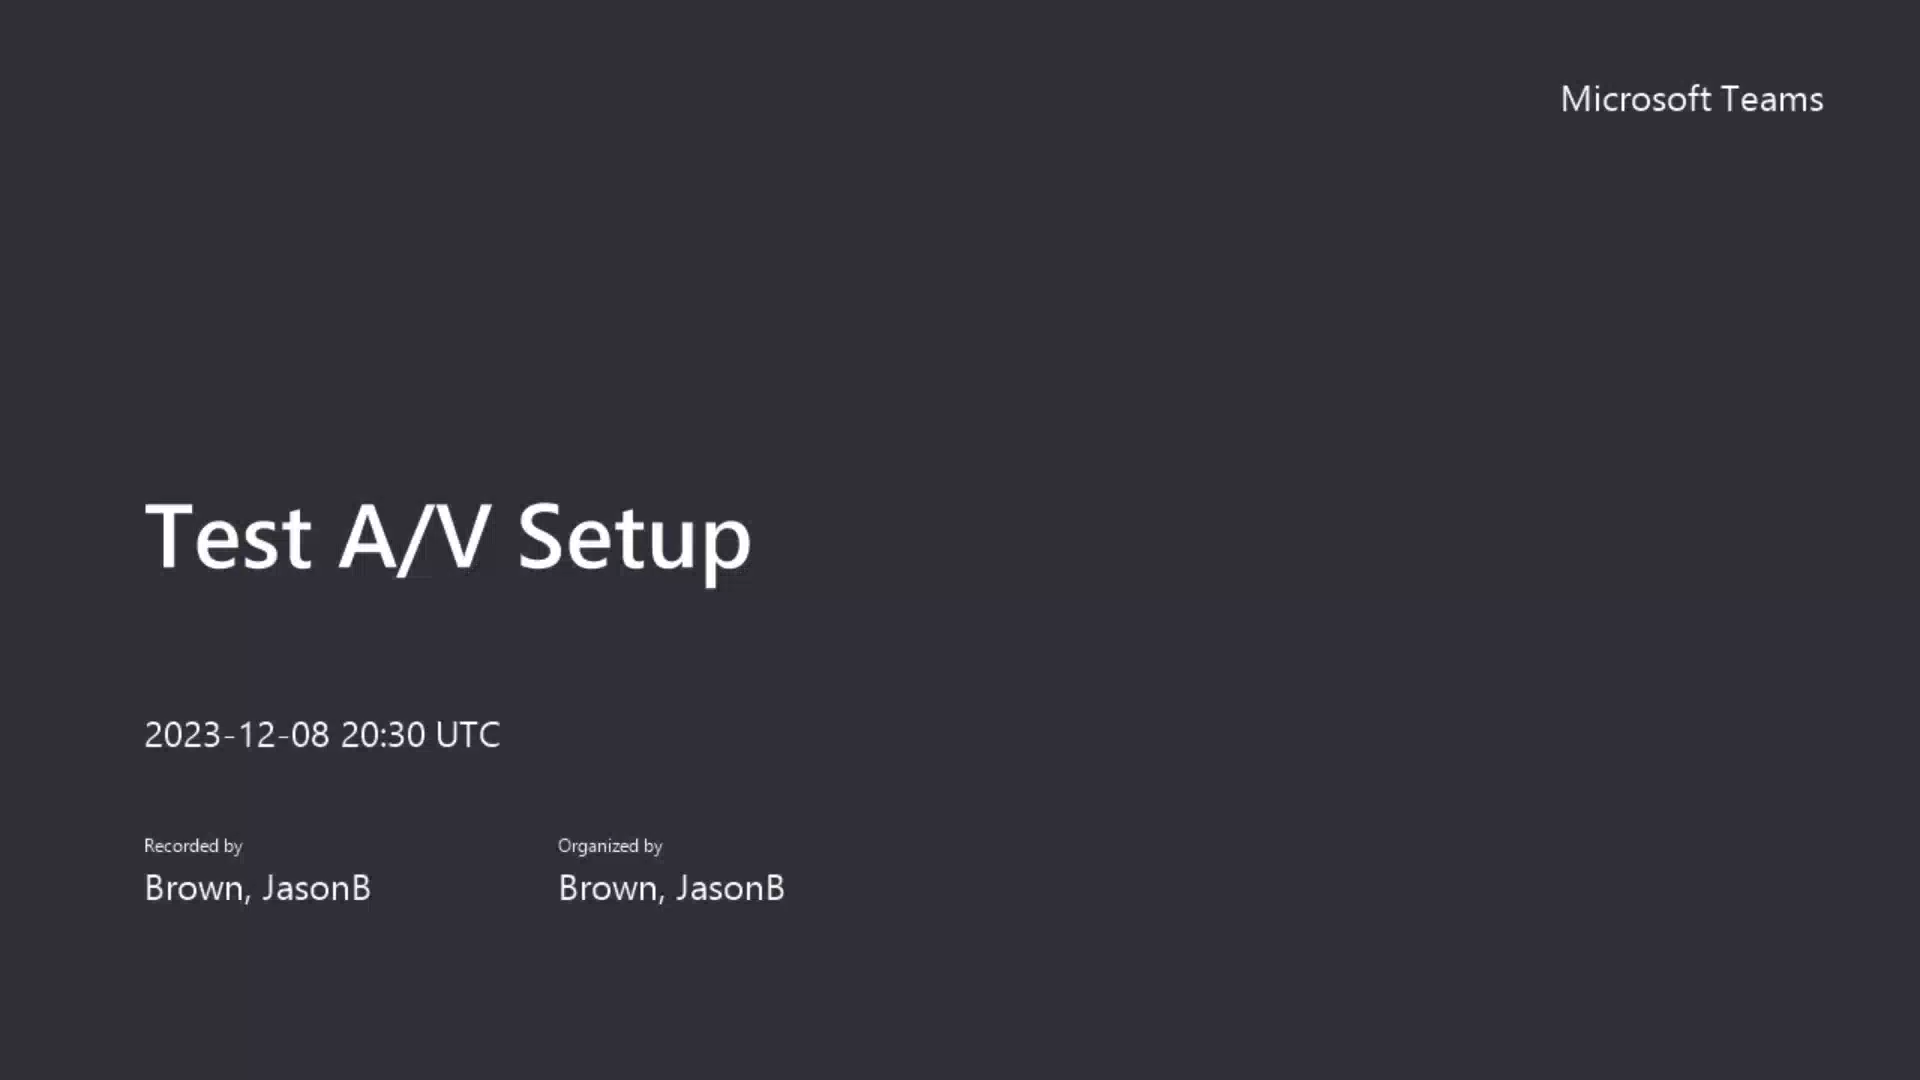 Microsoft Teams
Test A/V Setup
2023-12-08 20:30 UTC
Recorded by
Brown, JasonB
Organized by
Brown, JasonB